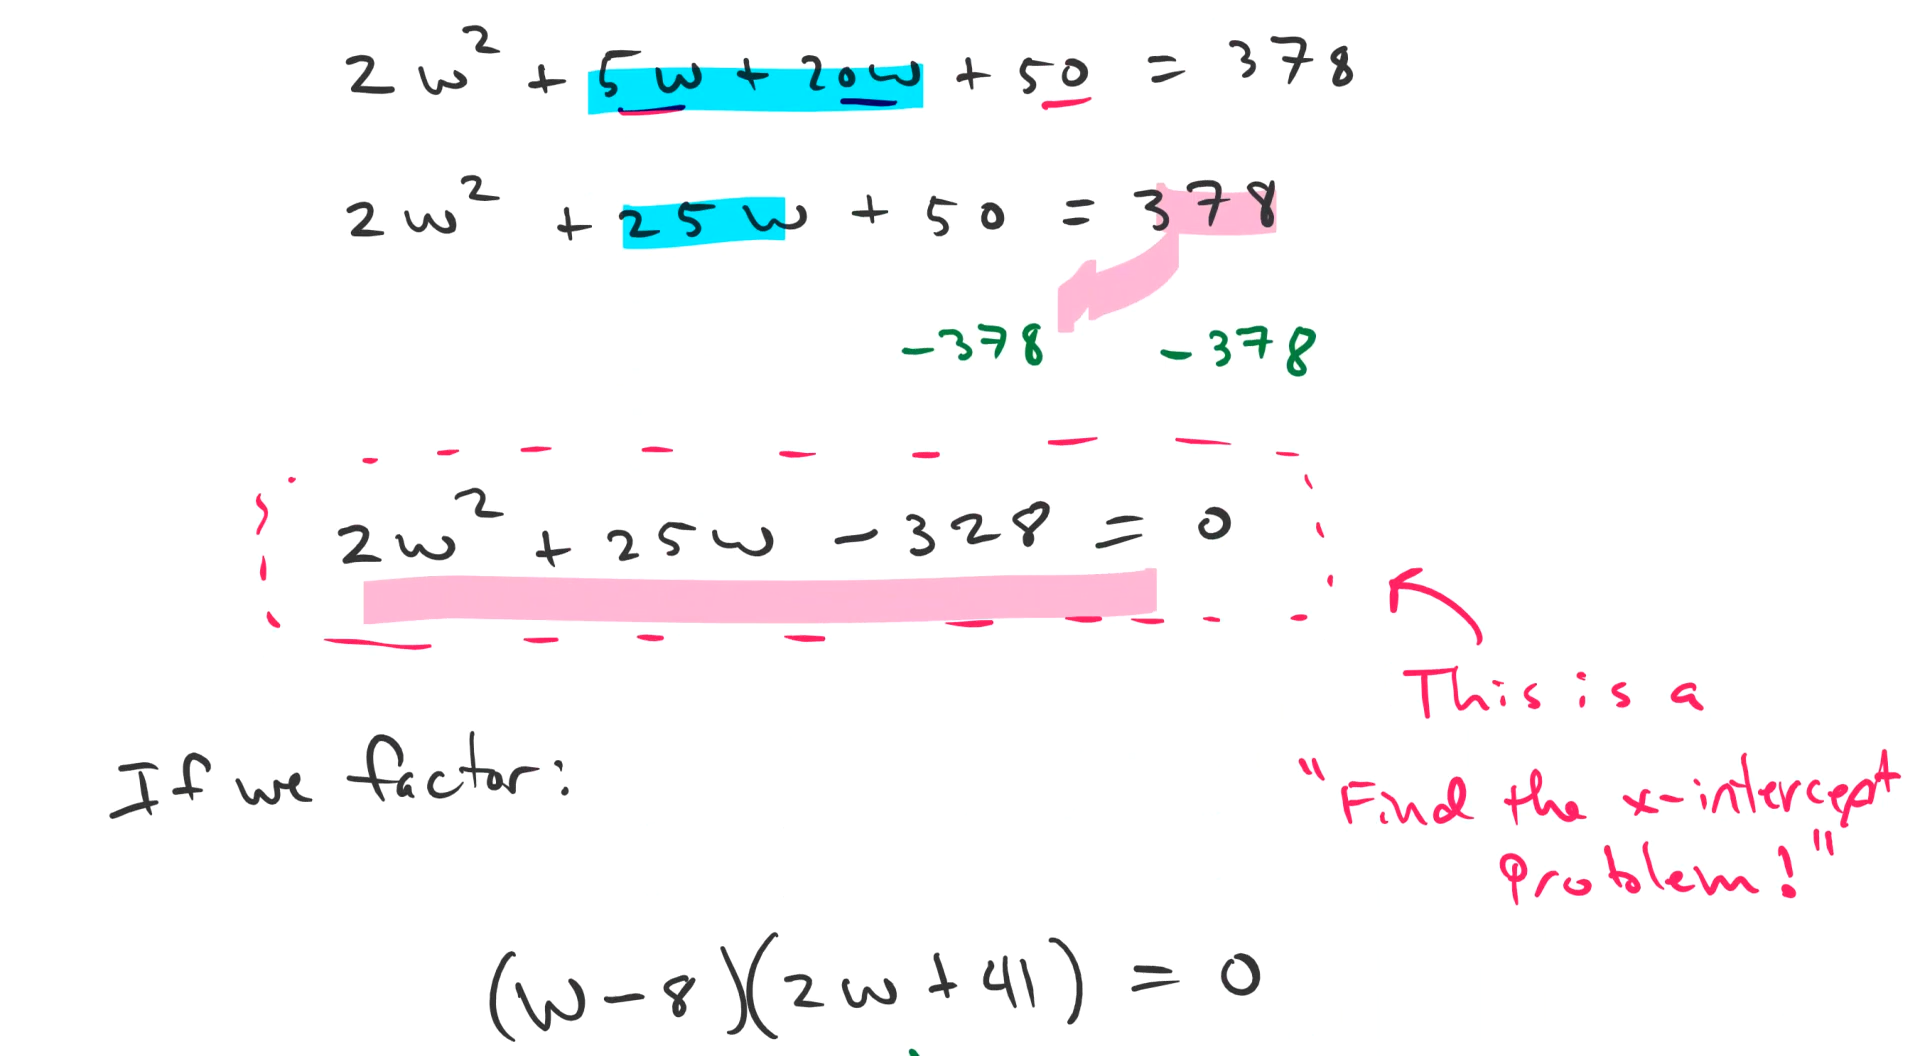 2w² + 5w + 20w + 50 = 378
2w² + 25w + 50 = 378
-378 -378
2w² + 25w - 328 = 0
This is a
"Find the x-intercept
Problem!"
If we factor:
(w-8)(2w+41) = 0